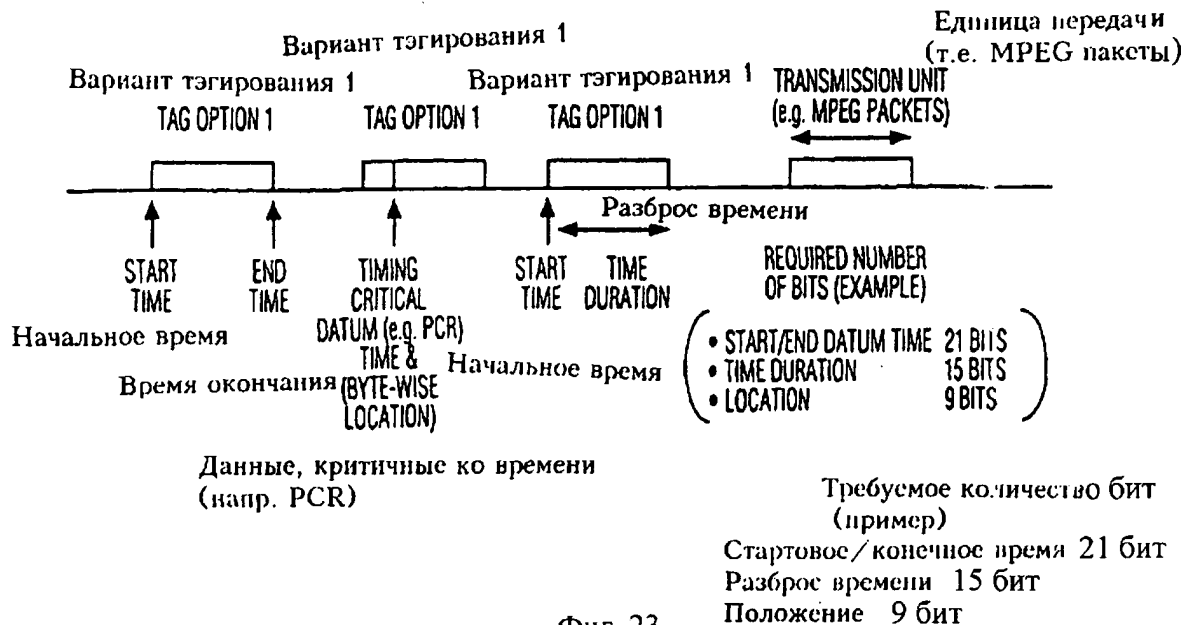 Вариант тэгирования 1
Единица передачи
(т.е. MPEG пакеты)
Вариант тэгирования 1
Вариант тэгирования 1
TRANSMISSION UNIT
(e.g. MPEG PACKETS)
TAG OPTION 1
TAG OPTION 1
TAG OPTION 1
Разброс времени
START
TIME
END
TIME
TIMING
CRITICAL
DATUM (e.g. PCR)
TIME &
(BYTE-WISE
LOCATION)
START
TIME
TIME
DURATION
REQUIRED NUMBER
OF BITS (EXAMPLE)
• START/END DATUM TIME 21 BITS
• TIME DURATION 15 BITS
• LOCATION 9 BITS
Начальное время
Время окончания
Начальное время
Данные, критичные ко времени
(напр. PCR)
Требуемое количество бит
(пример)
Стартовое/конечное время 21 бит
Разброс времени 15 бит
Положение 9 бит
Фиг. 23